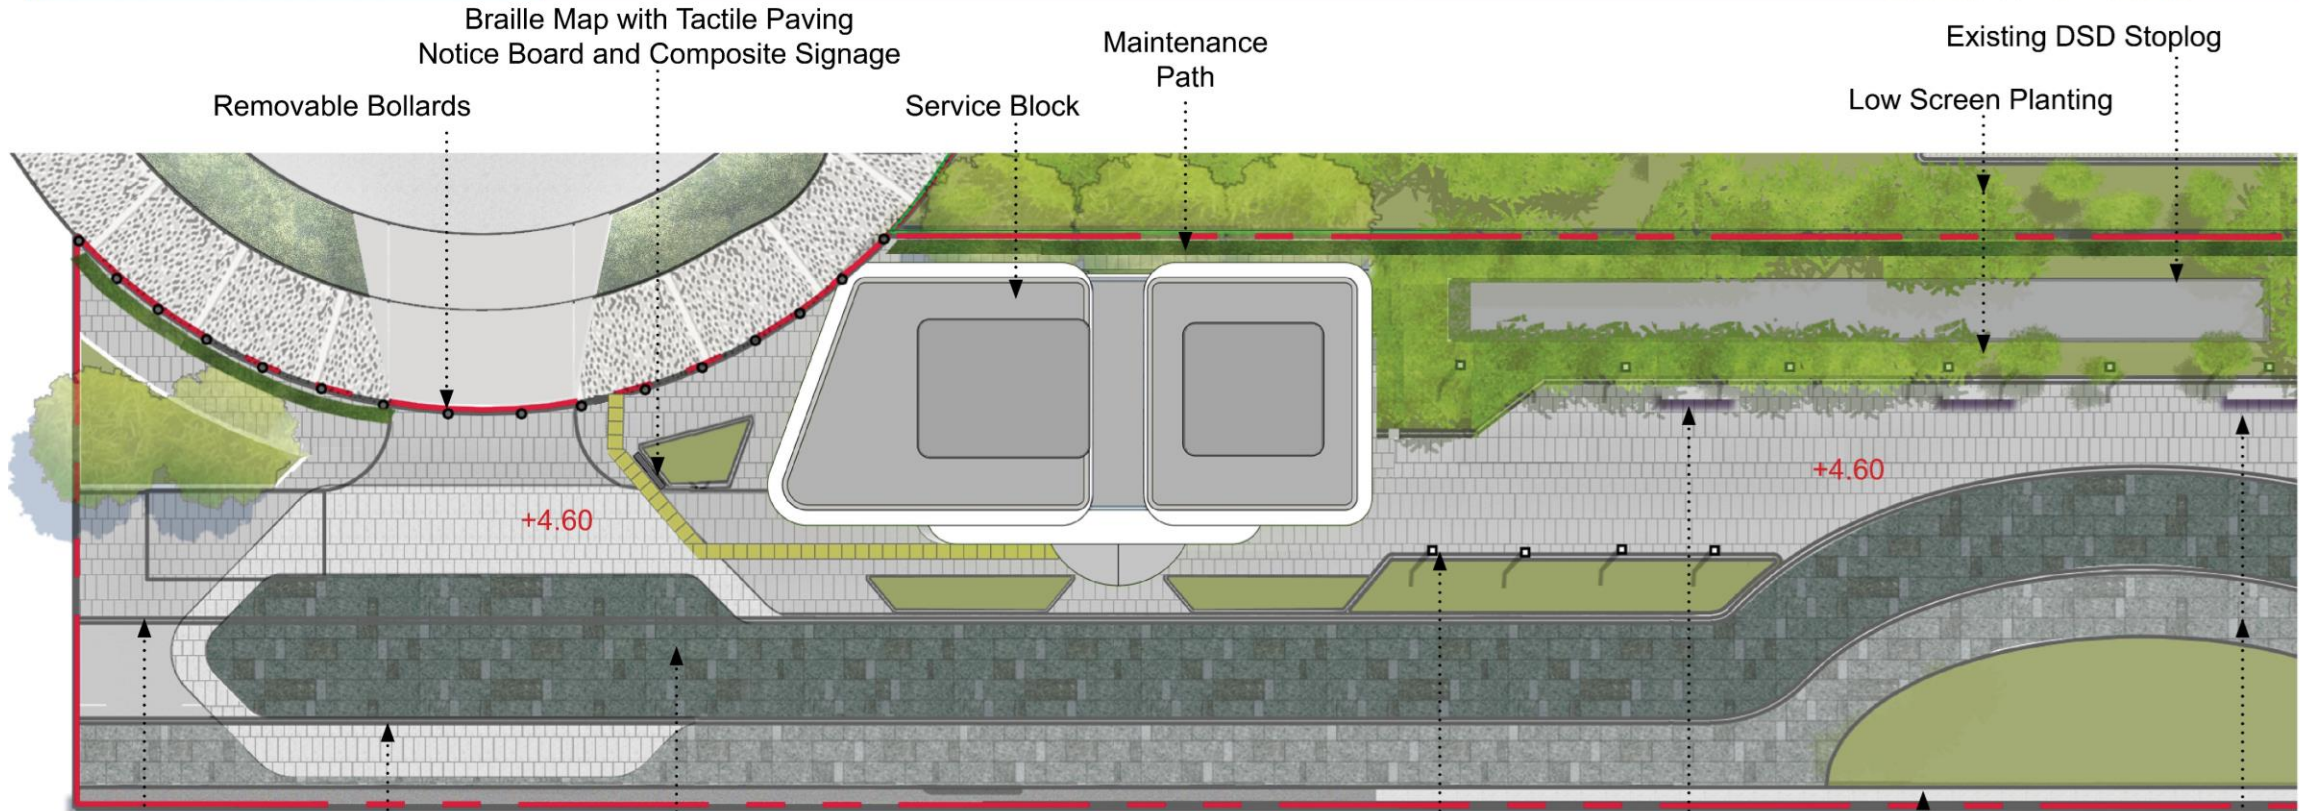 Braille Map with Tactile Paving
Notice Board and Composite Signage
Removable Bollards
Service Block
Maintenance
Path
Existing DSD Stoplog
Low Screen Planting
+4.60
+4.60